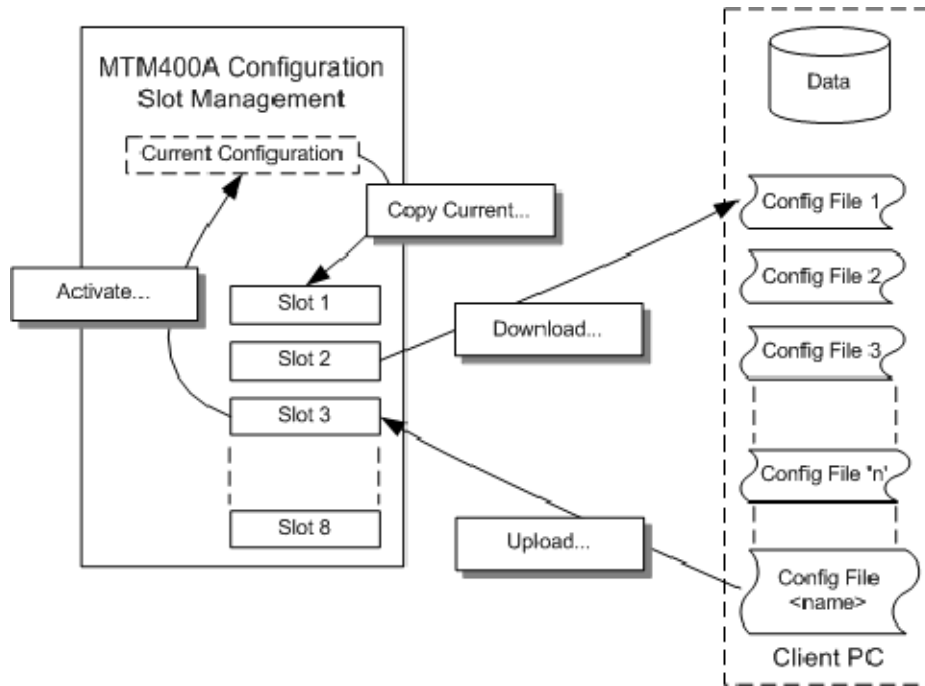 MTM400A Configuration
Slot Management
Current Configuration
Copy Current...
Activate...
Slot 1
Slot 2
Slot 3
Slot 8
Download...
Upload...
Data
Config File 1
Config File 2
Config File 3
Config File "n"
Config File
<name>
Client PC